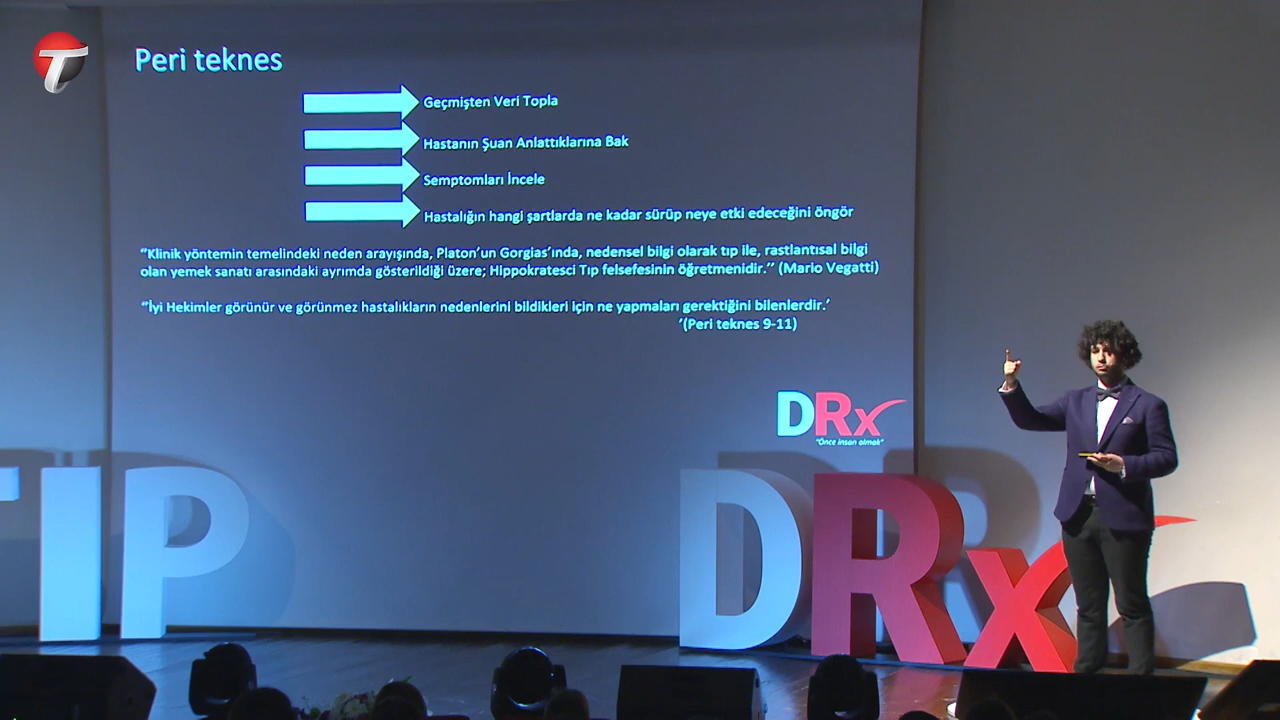 T
Peri teknes
Geçmişten Veri Topla
Hastanın Şuan Anlattıklarına Bak
Semptomları İncele
Hastalığın hangi şartlarda ne kadar sürüp neye etki edeceğini öngör
‘’Klinik yöntemin temelindeki neden arayışında, Platon’un Gorgias’ında, nedensel bilgi olarak tıp ile, rastlantısal bilgi
olan yemek sanatı arasındaki ayrımda gösterildiği üzere; Hippokratesci Tıp felsefesinin öğretmenidir.’’ (Mario Vegatti)
‘’İyi Hekimler görünür ve görünmez hastalıkların nedenlerini bildikleri için ne yapmaları gerektiğini bilenlerdir.’
’(Peri teknes 9-11)
DRx
“Önce insan olmak”
TIP
DRx